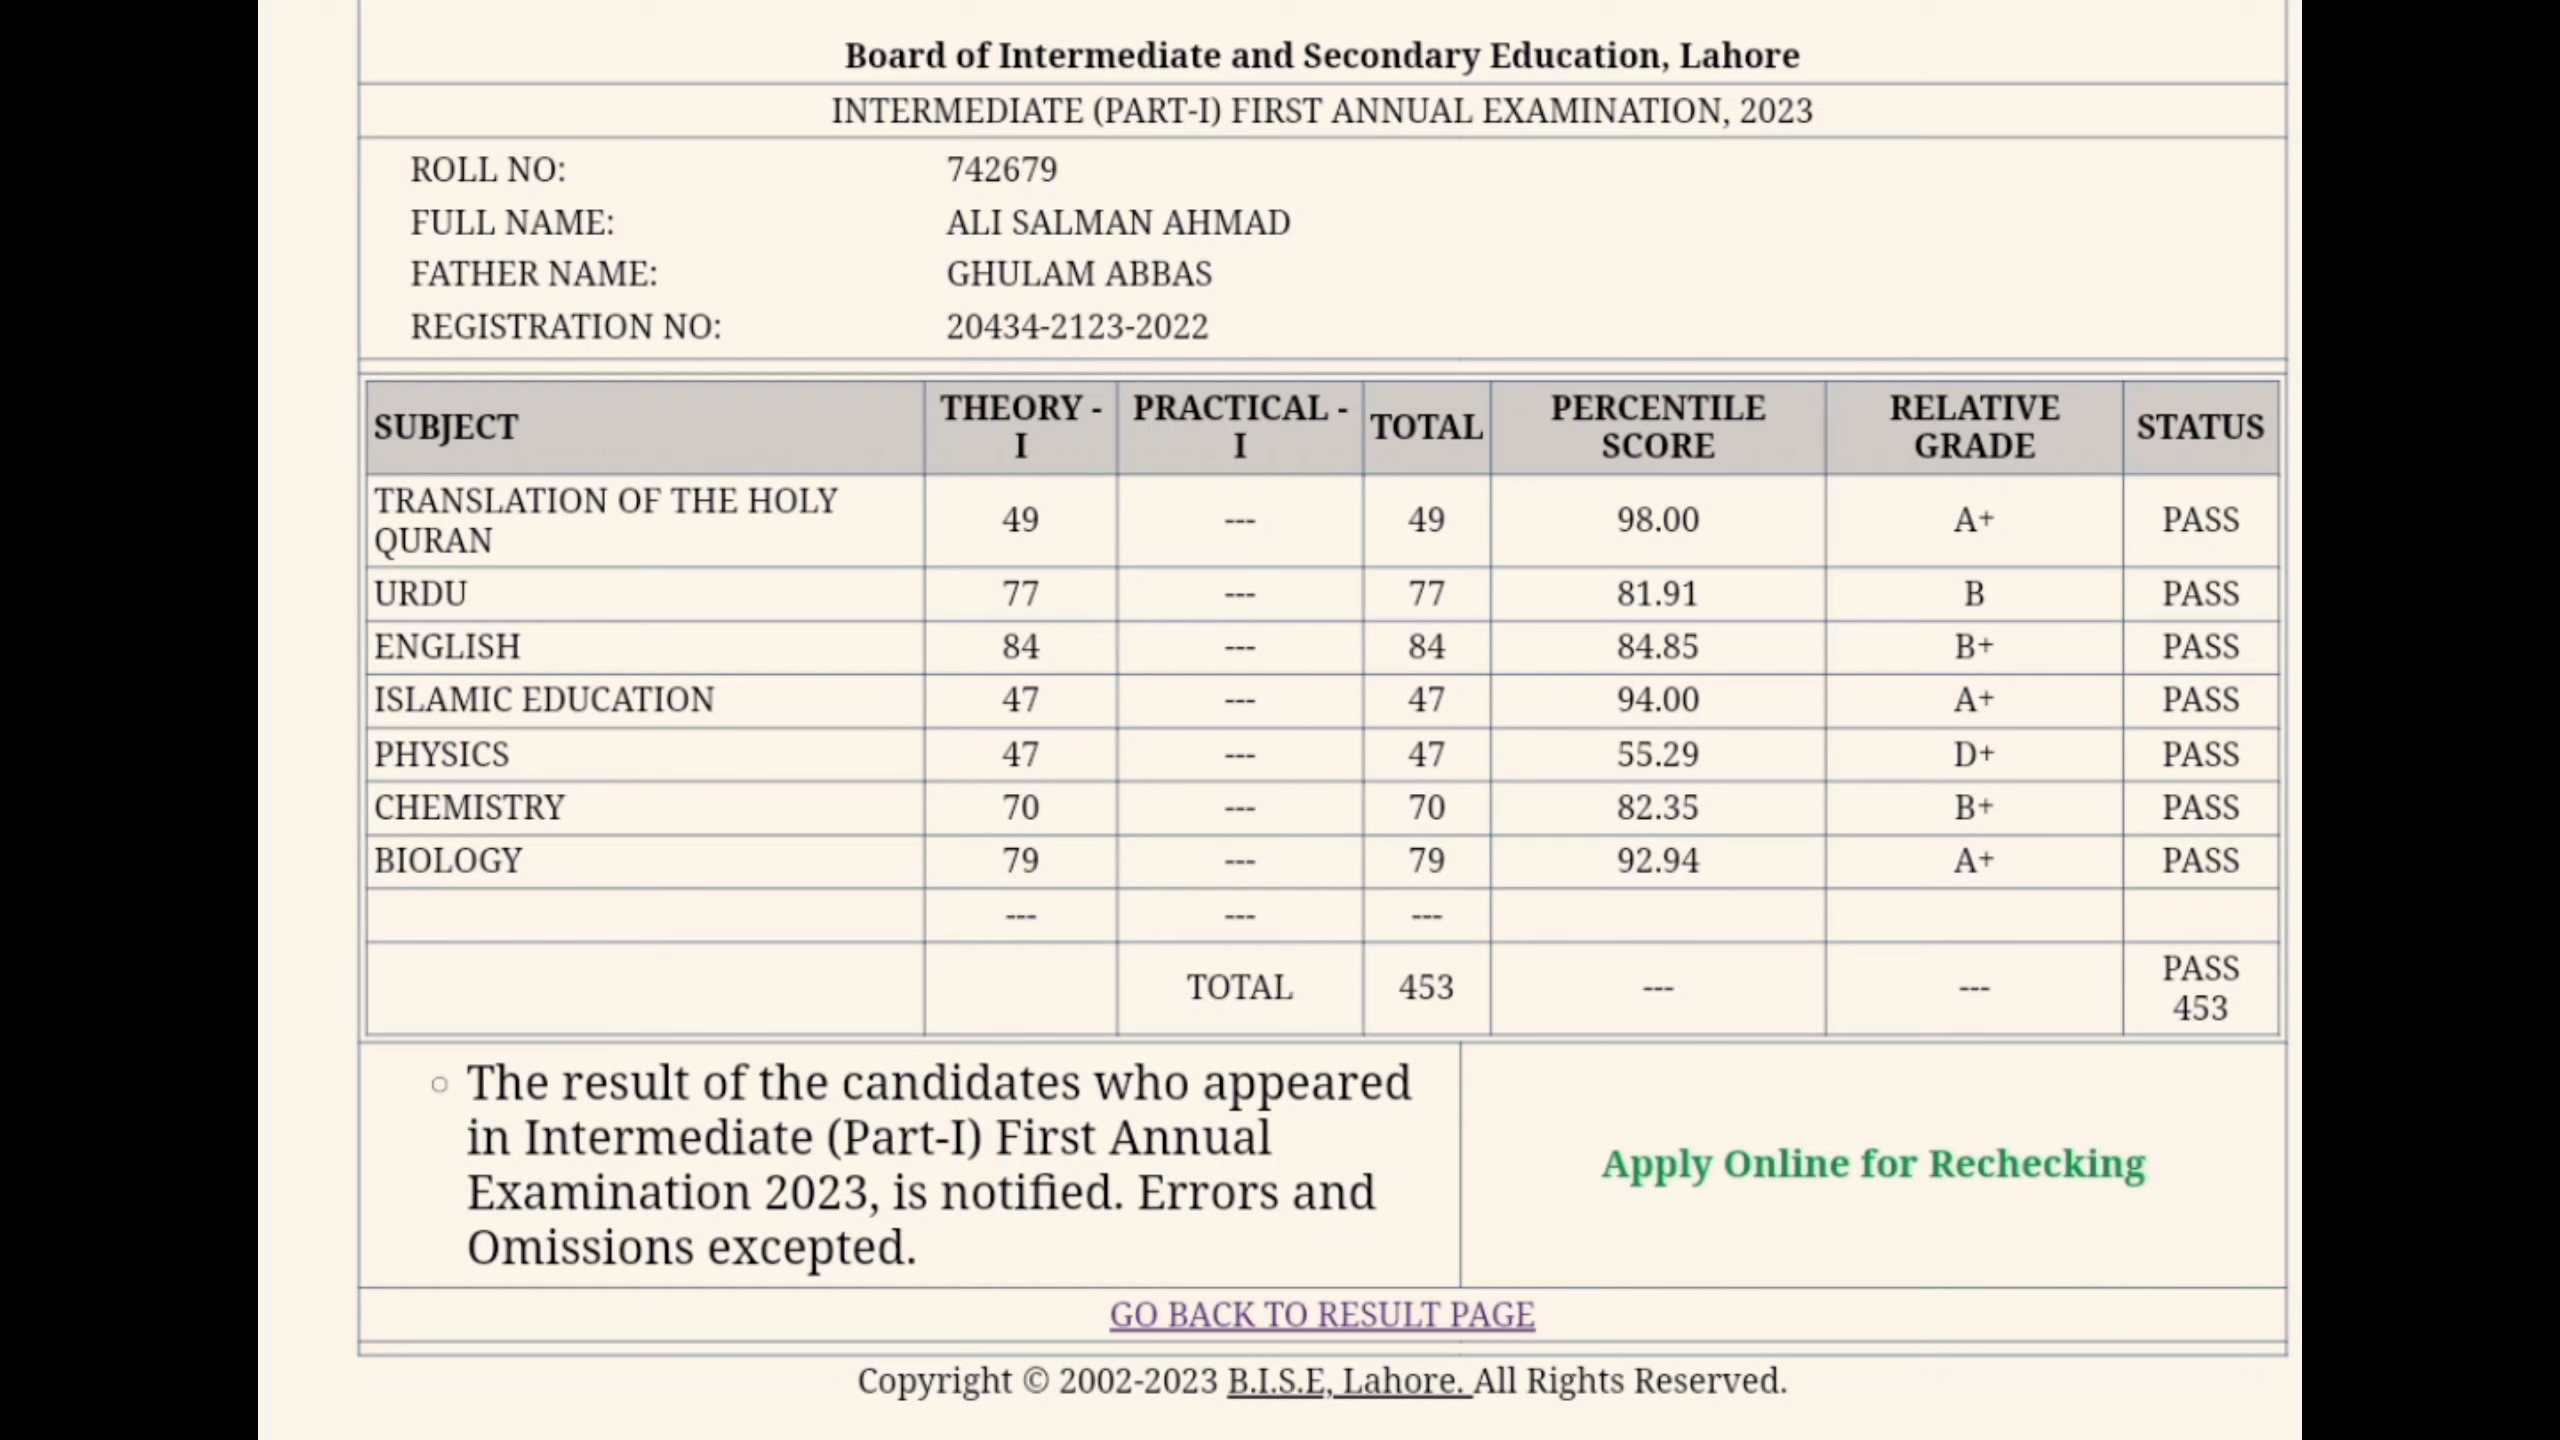 Board of Intermediate and Secondary Education, Lahore
INTERMEDIATE (PART-I) FIRST ANNUAL EXAMINATION, 2023
ROLL NO: 742679
FULL NAME: ALI SALMAN AHMAD
FATHER NAME: GHULAM ABBAS
REGISTRATION NO: 20434-2123-2022
SUBJECT THEORY - I PRACTICAL - I TOTAL PERCENTILE SCORE RELATIVE GRADE STATUS
TRANSLATION OF THE HOLY QURAN 49 --- 49 98.00 A+ PASS
URDU 77 --- 77 81.91 B PASS
ENGLISH 84 --- 84 84.85 B+ PASS
ISLAMIC EDUCATION 47 --- 47 94.00 A+ PASS
PHYSICS 47 --- 47 55.29 D+ PASS
CHEMISTRY 70 --- 70 82.35 B+ PASS
BIOLOGY 79 --- 79 92.94 A+ PASS
--- --- ---
TOTAL 453 --- --- PASS 453
○ The result of the candidates who appeared
in Intermediate (Part-I) First Annual
Examination 2023, is notified. Errors and
Omissions excepted.
Apply Online for Rechecking
GO BACK TO RESULT PAGE
Copyright © 2002-2023 B.I.S.E, Lahore. All Rights Reserved.